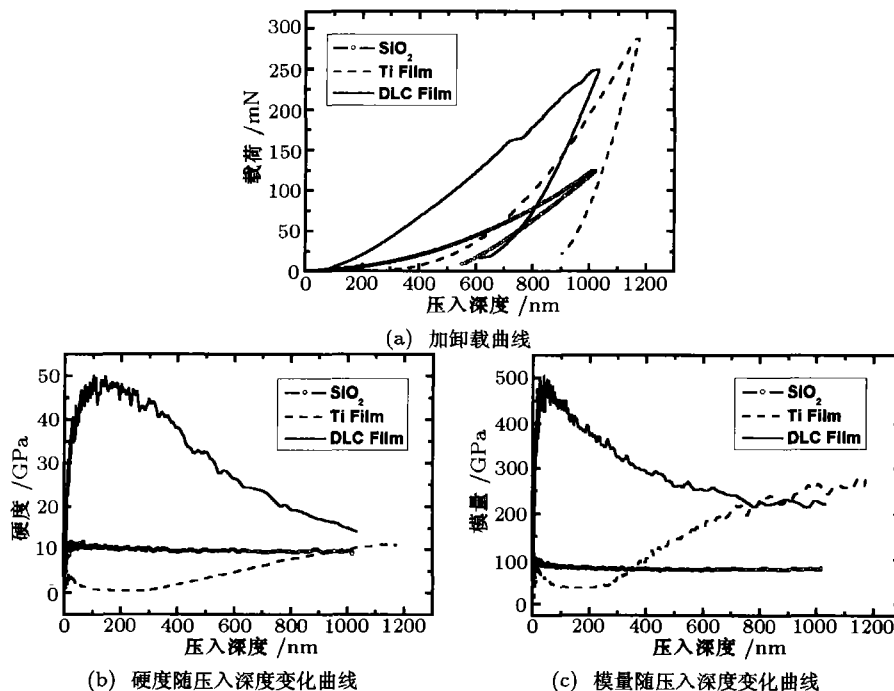 300
250
200
150
100
50
0
载荷 /mN
SiO₂
Ti Film
DLC Film
0 200 400 600 800 1000 1200
压入深度 /nm
(a) 加卸载曲线
50
40
30
20
10
0
硬度 /GPa
SiO₂
Ti Film
DLC Film
0 200 400 600 800 1000 1200
压入深度 /nm
(b) 硬度随压入深度变化曲线
500
400
300
200
100
0
模量 /GPa
SiO₂
Ti Film
DLC Film
0 200 400 600 800 1000 1200
压入深度 /nm
(c) 模量随压入深度变化曲线